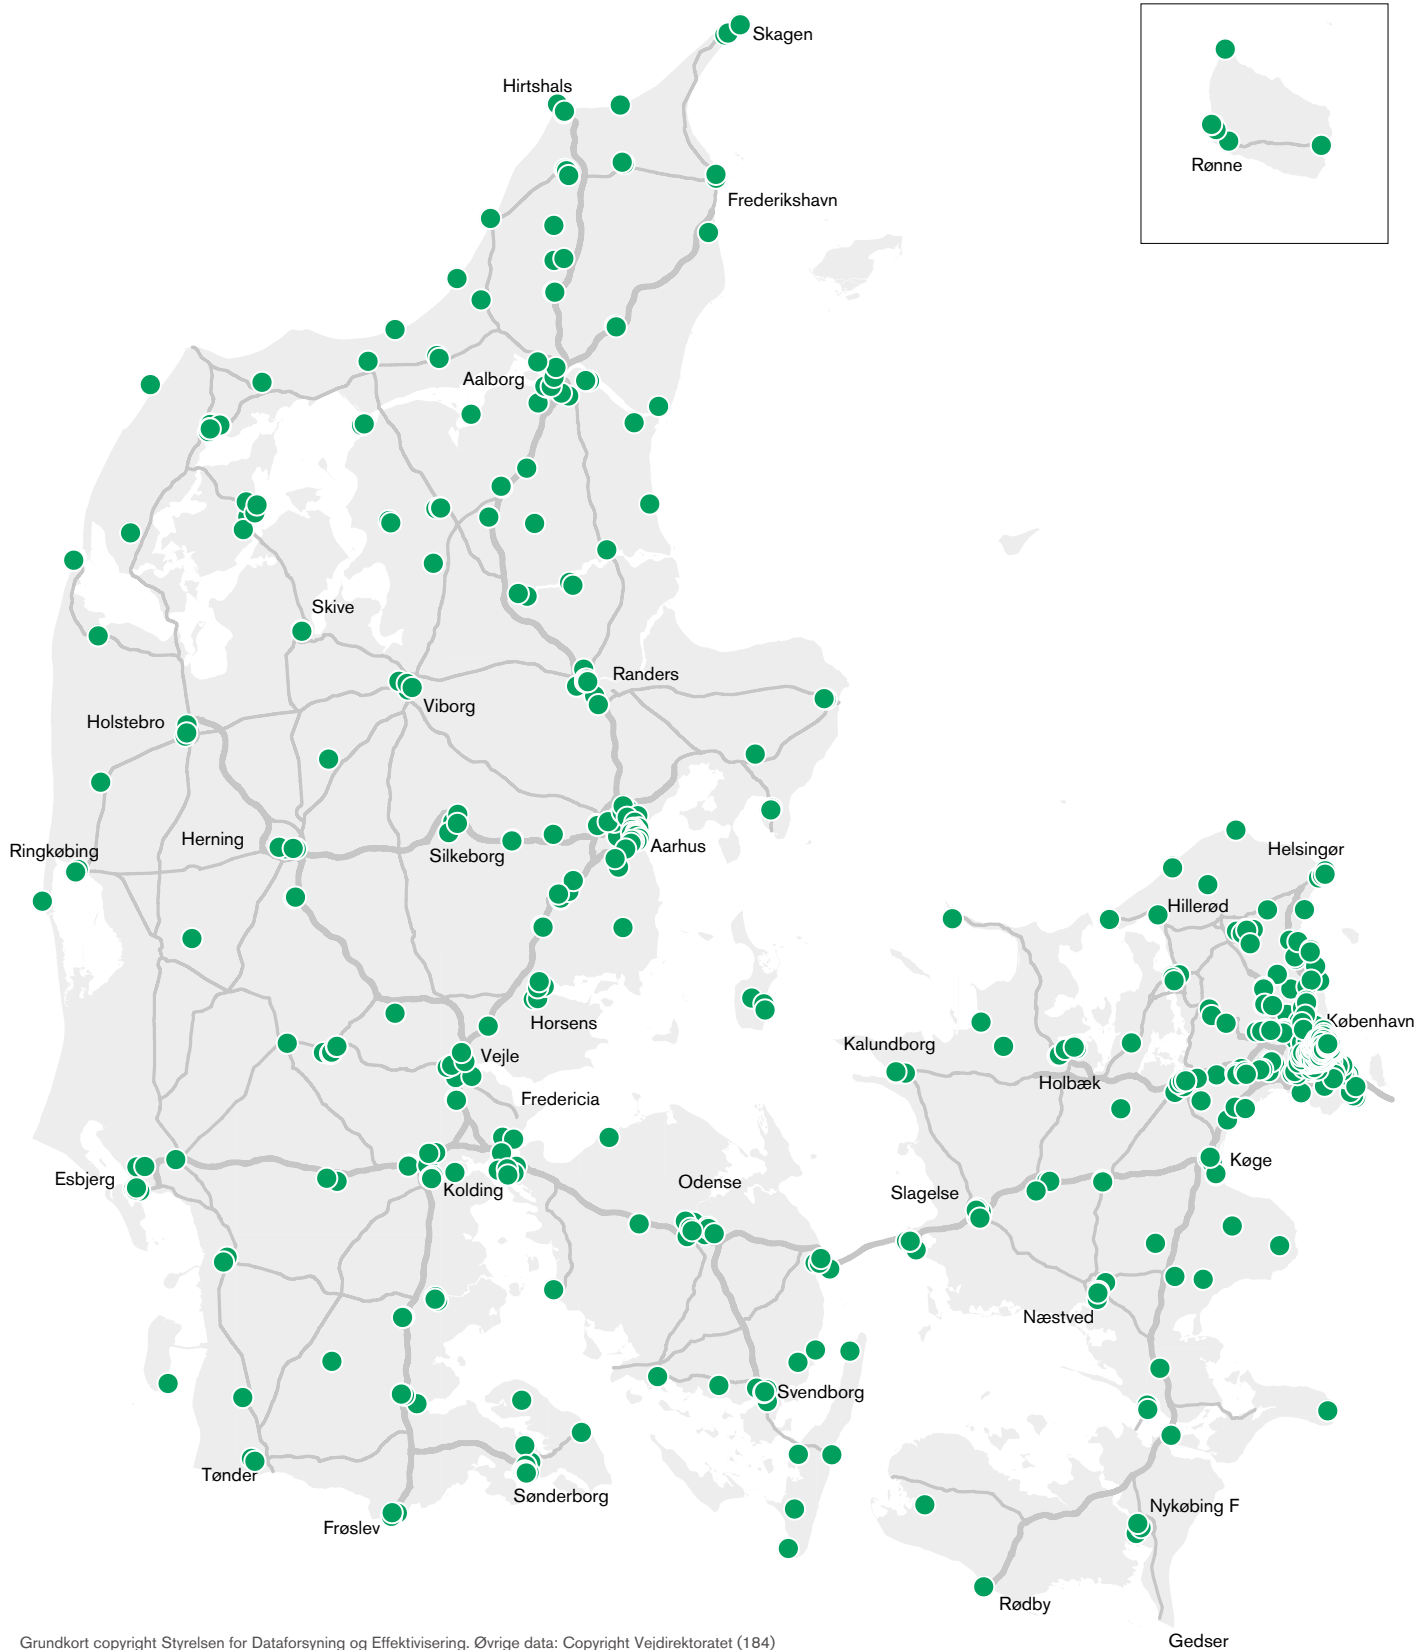 Skagen
Hirtshals
Rønne
Frederikshavn
Aalborg
Skive
Randers
Viborg
Holstebro
Herning
Ringkøbing
Silkeborg
Aarhus
Helsingør
Hillerød
Horsens
København
Kalundborg
Vejle
Holbæk
Fredericia
Køge
Esbjerg
Odense
Kolding
Slagelse
Næstved
Svendborg
Tønder
Sønderborg
Nykøbing F
Frøslev
Rødby
Gedser
Grundkort copyright Styrelsen for Dataforsyning og Effektivisering. Øvrige data: Copyright Vejdirektoratet (184)